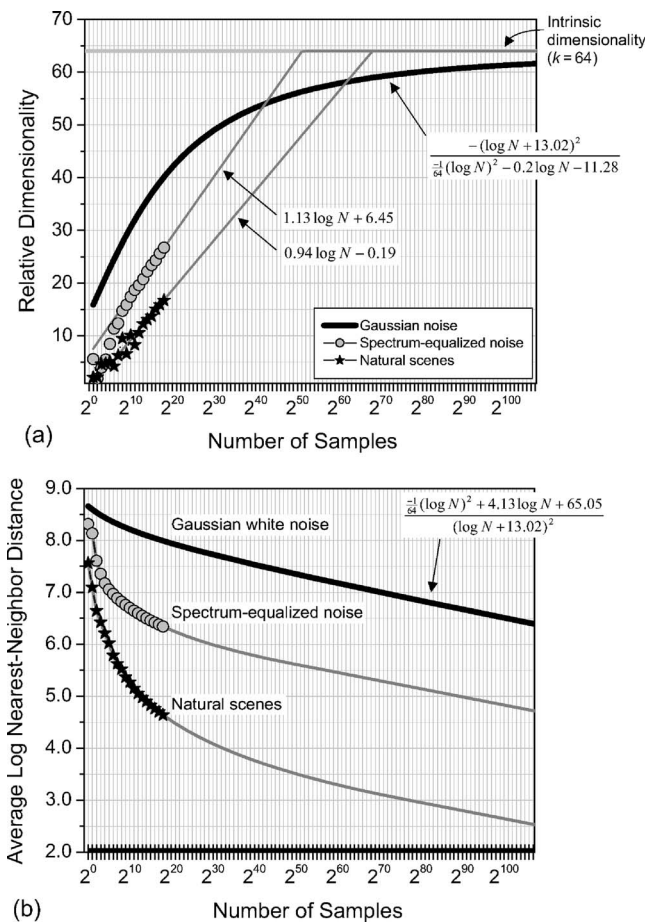 70
60
50
40
30
20
10
Relative Dimensionality
Intrinsic
dimensionality
(k = 64)
-(log N + 13.02)²
-1/64 (log N)² - 0.2 log N - 11.28
1.13 log N + 6.45
0.94 log N - 0.19
Gaussian noise
Spectrum-equalized noise
Natural scenes
2⁰ 2¹⁰ 2²⁰ 2³⁰ 2⁴⁰ 2⁵⁰ 2⁶⁰ 2⁷⁰ 2⁸⁰ 2⁹⁰ 2¹⁰⁰
(a)
Number of Samples
9.0
8.0
7.0
6.0
5.0
4.0
3.0
2.0
Average Log Nearest-Neighbor Distance
Gaussian white noise
-1/64 (log N)² + 4.13 log N + 65.05
(log N + 13.02)²
Spectrum-equalized noise
Natural scenes
2⁰ 2¹⁰ 2²⁰ 2³⁰ 2⁴⁰ 2⁵⁰ 2⁶⁰ 2⁷⁰ 2⁸⁰ 2⁹⁰ 2¹⁰⁰
(b)
Number of Samples